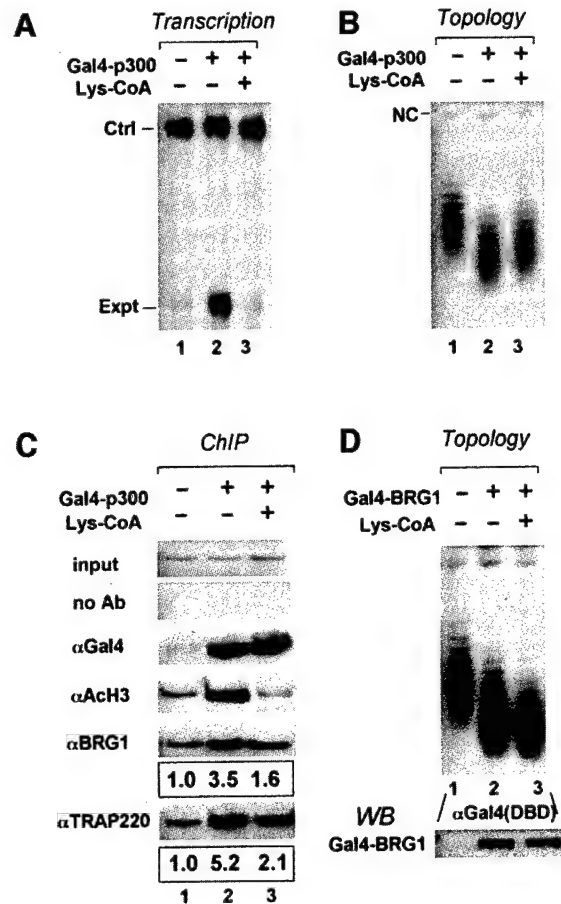 A
Transcription
Gal4-p300 – + +
Lys-CoA – – +
Ctrl
Expt
1 2 3
B
Topology
Gal4-p300 – + +
Lys-CoA – – +
NC
1 2 3
C
ChIP
Gal4-p300 – + +
Lys-CoA – – +
input
no Ab
αGal4
αAcH3
αBRG1
1.0 3.5 1.6
αTRAP220
1.0 5.2 2.1
1 2 3
D
Topology
Gal4-BRG1 – + +
Lys-CoA – – +
1 2 3
WB / αGal4(DBD) \
Gal4-BRG1